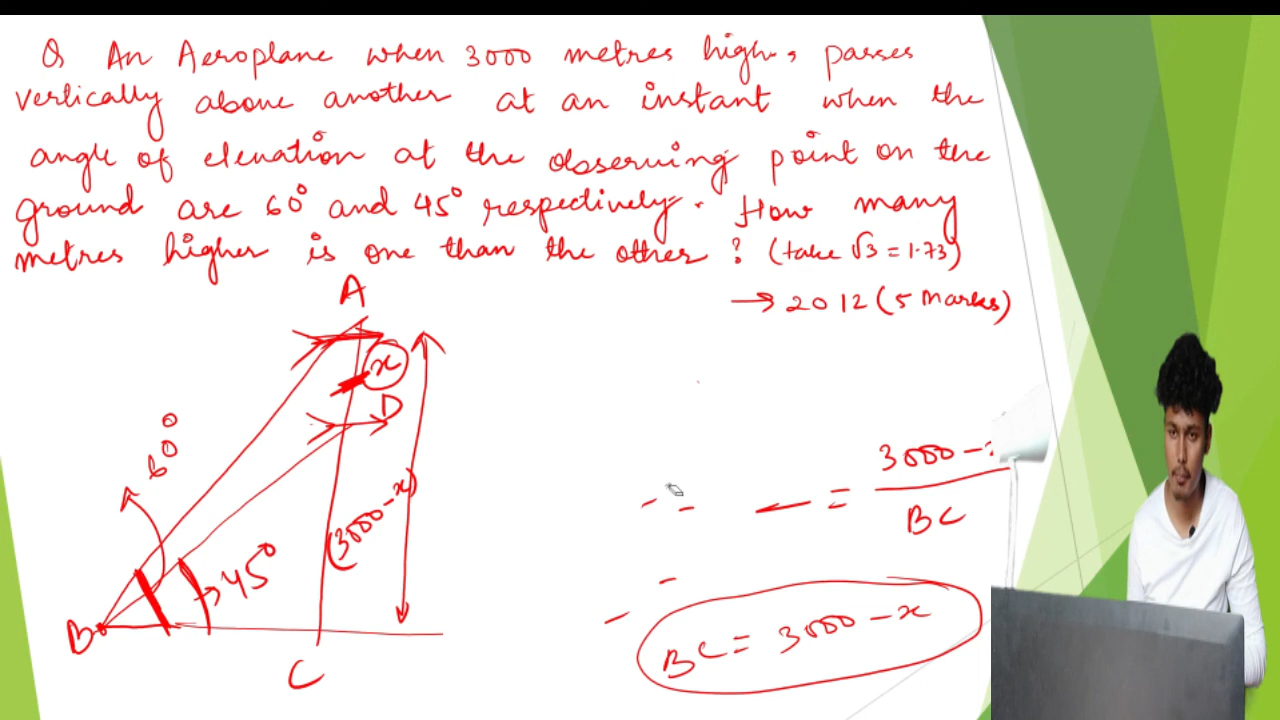 Q An Aeroplane when 3000 metres high, passes
vertically above another at an instant when the
angle of elevation at the observing point on the
ground are 60° and 45° respectively. How many
metres higher is one than the other ? (take √3 = 1.73)
→ 2012 (5 Marks)
A
x
D
60°
(3000-x)
45°
B
C
= 3000 -
BC
BC = 3000 - x